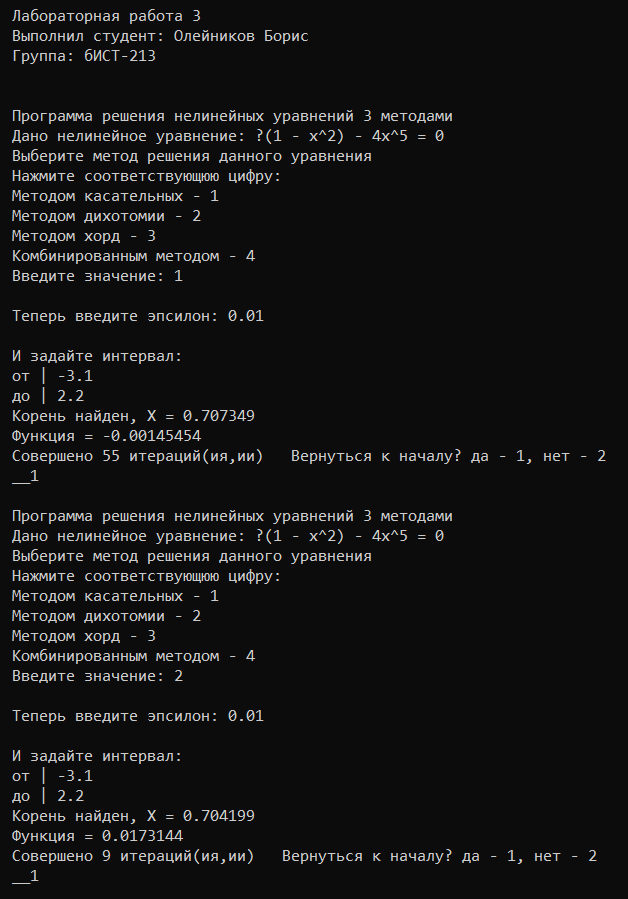 Лабораторная работа 3
Выполнил студент: Олейников Борис
Группа: бИСТ-213
Программа решения нелинейных уравнений 3 методами
Дано нелинейное уравнение: ?(1 - x^2) - 4x^5 = 0
Выберите метод решения данного уравнения
Нажмите соответствующюю цифру:
Методом касательных - 1
Методом дихотомии - 2
Методом хорд - 3
Комбинированным методом - 4
Введите значение: 1
Теперь введите эпсилон: 0.01
И задайте интервал:
от | -3.1
до | 2.2
Корень найден, X = 0.707349
Функция = -0.00145454
Совершено 55 итераций(ия,ии)   Вернуться к началу? да - 1, нет - 2
__1
Программа решения нелинейных уравнений 3 методами
Дано нелинейное уравнение: ?(1 - x^2) - 4x^5 = 0
Выберите метод решения данного уравнения
Нажмите соответствующюю цифру:
Методом касательных - 1
Методом дихотомии - 2
Методом хорд - 3
Комбинированным методом - 4
Введите значение: 2
Теперь введите эпсилон: 0.01
И задайте интервал:
от | -3.1
до | 2.2
Корень найден, X = 0.704199
Функция = 0.0173144
Совершено 9 итераций(ия,ии)   Вернуться к началу? да - 1, нет - 2
__1